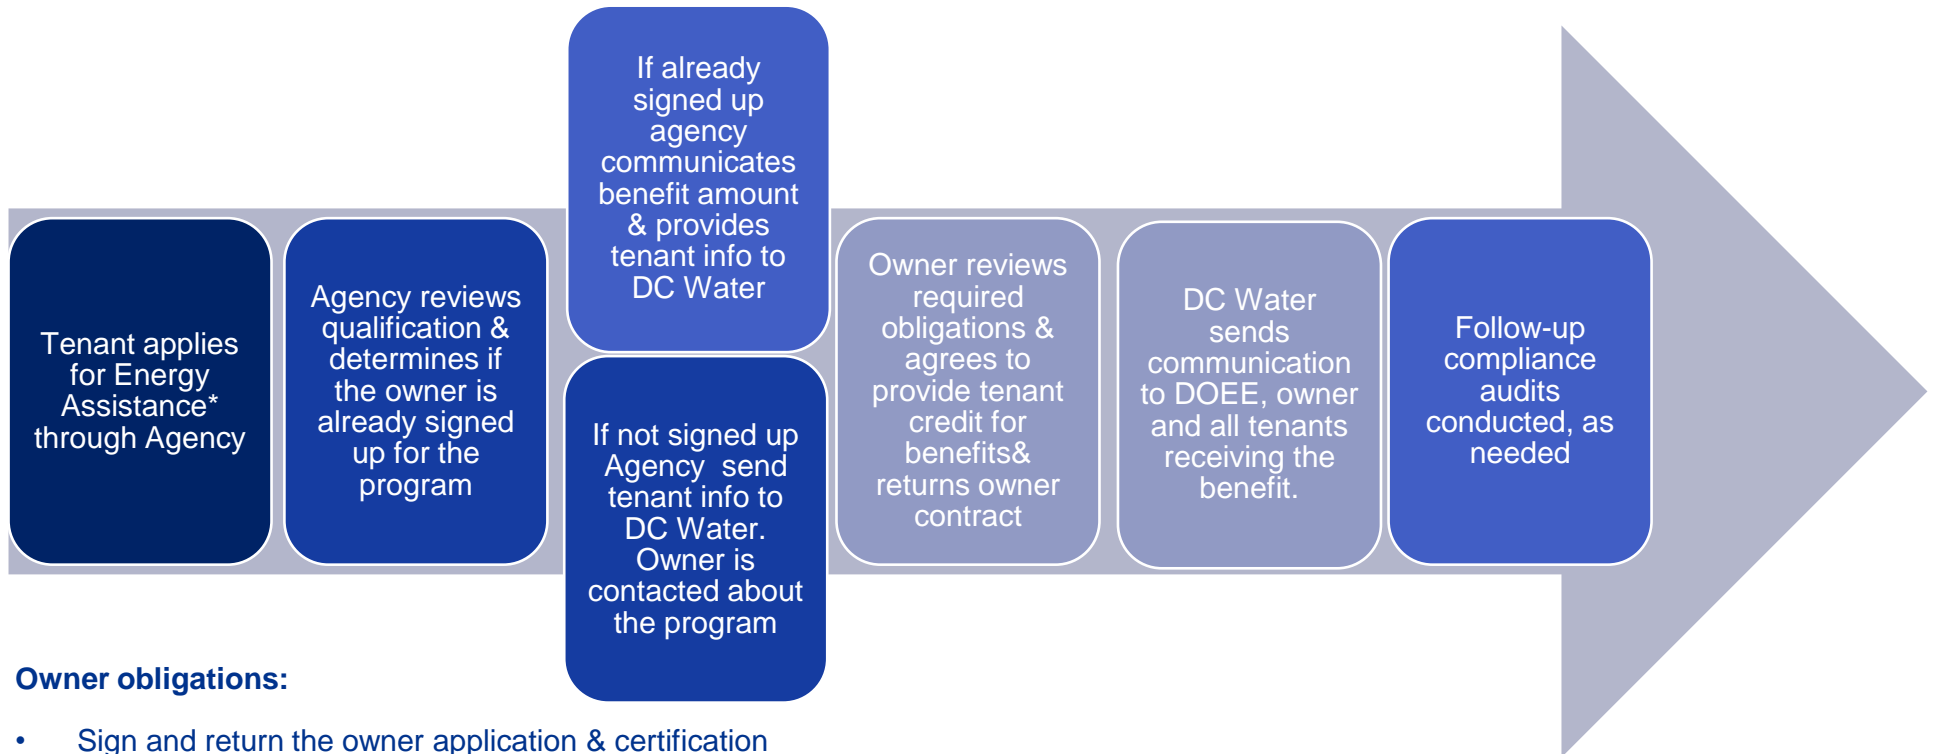 Tenant applies
for Energy
Assistance*
through Agency
Agency reviews
qualification &
determines if
the owner is
already signed
up for the
program
If already
signed up
agency
communicates
benefit amount
& provides
tenant info to
DC Water
If not signed up
Agency  send
tenant info to
DC Water.
Owner is
contacted about
the program
Owner reviews
required
obligations &
agrees to
provide tenant
credit for
benefits&
returns owner
contract
DC Water
sends
communication
to DOEE, owner
and all tenants
receiving the
benefit.
Follow-up
compliance
audits
conducted, as
needed
Owner obligations:
• Sign and return the owner application & certification